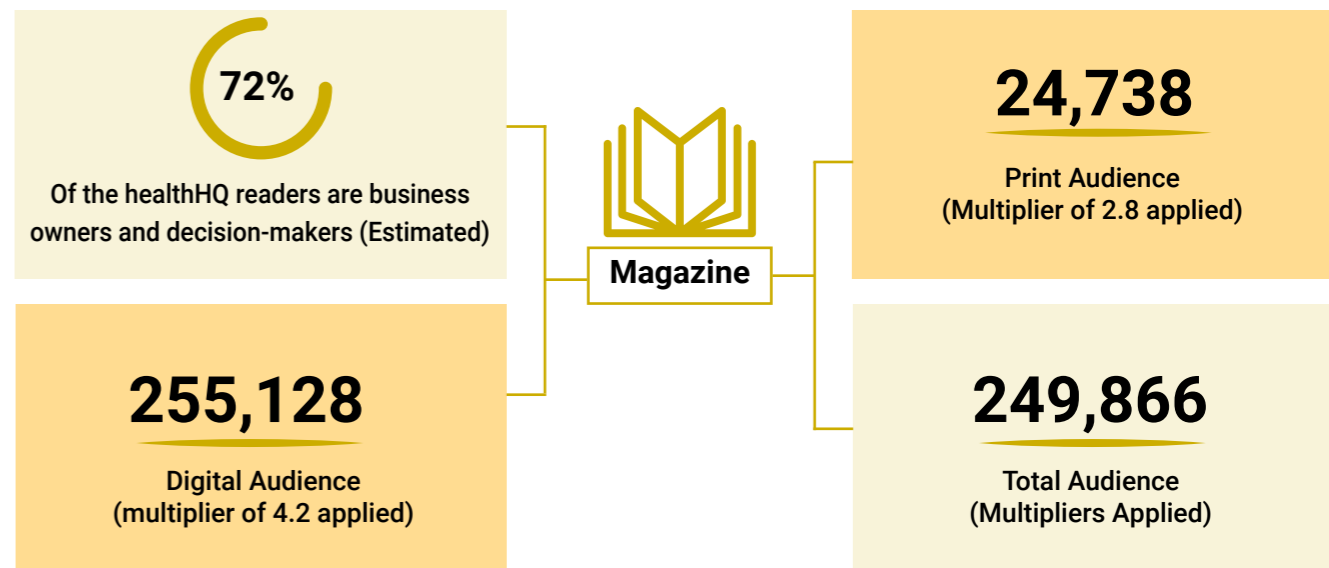 72%
Of the healthHQ readers are business
owners and decision-makers (Estimated)
255,128
Digital Audience
(multiplier of 4.2 applied)
Magazine
24,738
Print Audience
(Multiplier of 2.8 applied)
249,866
Total Audience
(Multipliers Applied)